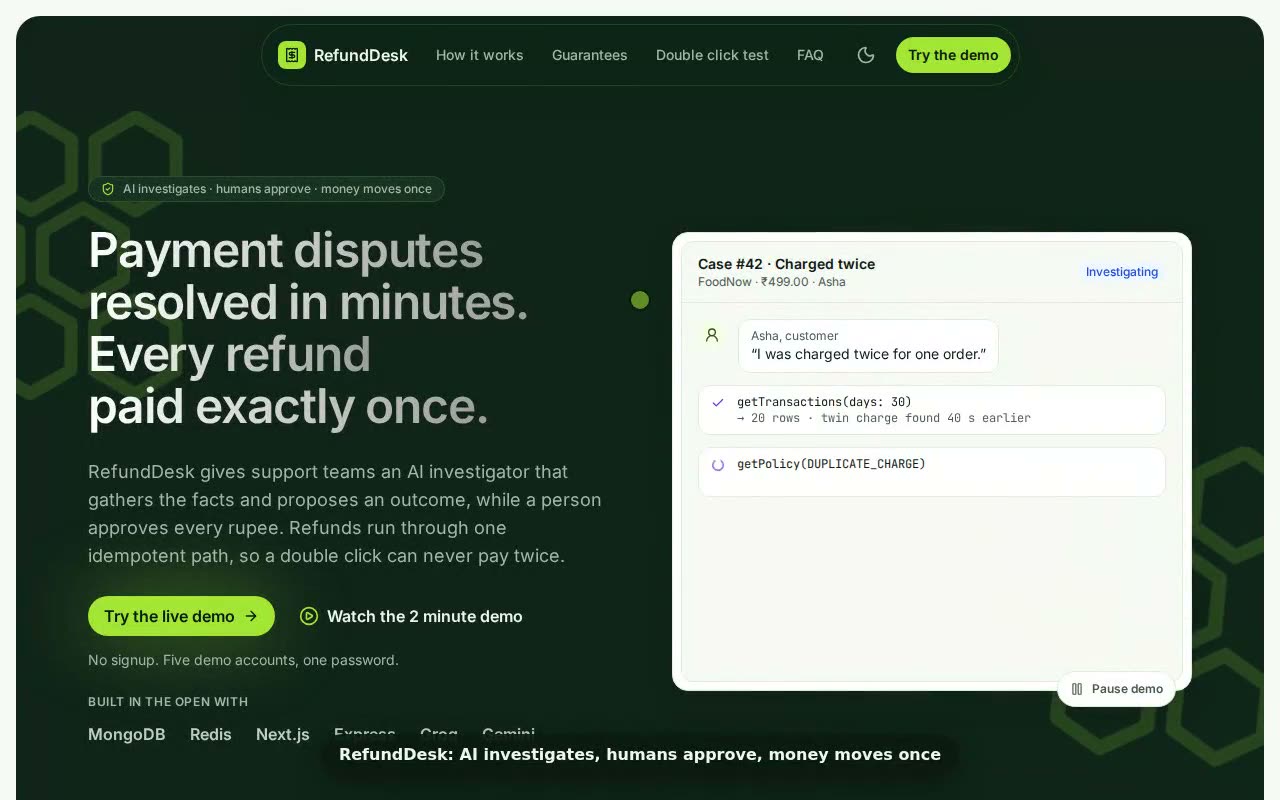 RefundDesk
How it works
Guarantees
Double click test
FAQ
Try the demo
AI investigates · humans approve · money moves once
Payment disputes
resolved in minutes.
Every refund
paid exactly once.
RefundDesk gives support teams an AI investigator that
gathers the facts and proposes an outcome, while a person
approves every rupee. Refunds run through one
idempotent path, so a double click can never pay twice.
Try the live demo →
Watch the 2 minute demo
No signup. Five demo accounts, one password.
BUILT IN THE OPEN WITH
MongoDB Redis Next.js Express Groq Gemini
Case #42 · Charged twice
FoodNow · ₹499.00 · Asha
Investigating
Asha, customer
“I was charged twice for one order.”
getTransactions(days: 30)
→ 20 rows · twin charge found 40 s earlier
getPolicy(DUPLICATE_CHARGE)
Pause demo
RefundDesk: AI investigates, humans approve, money moves once